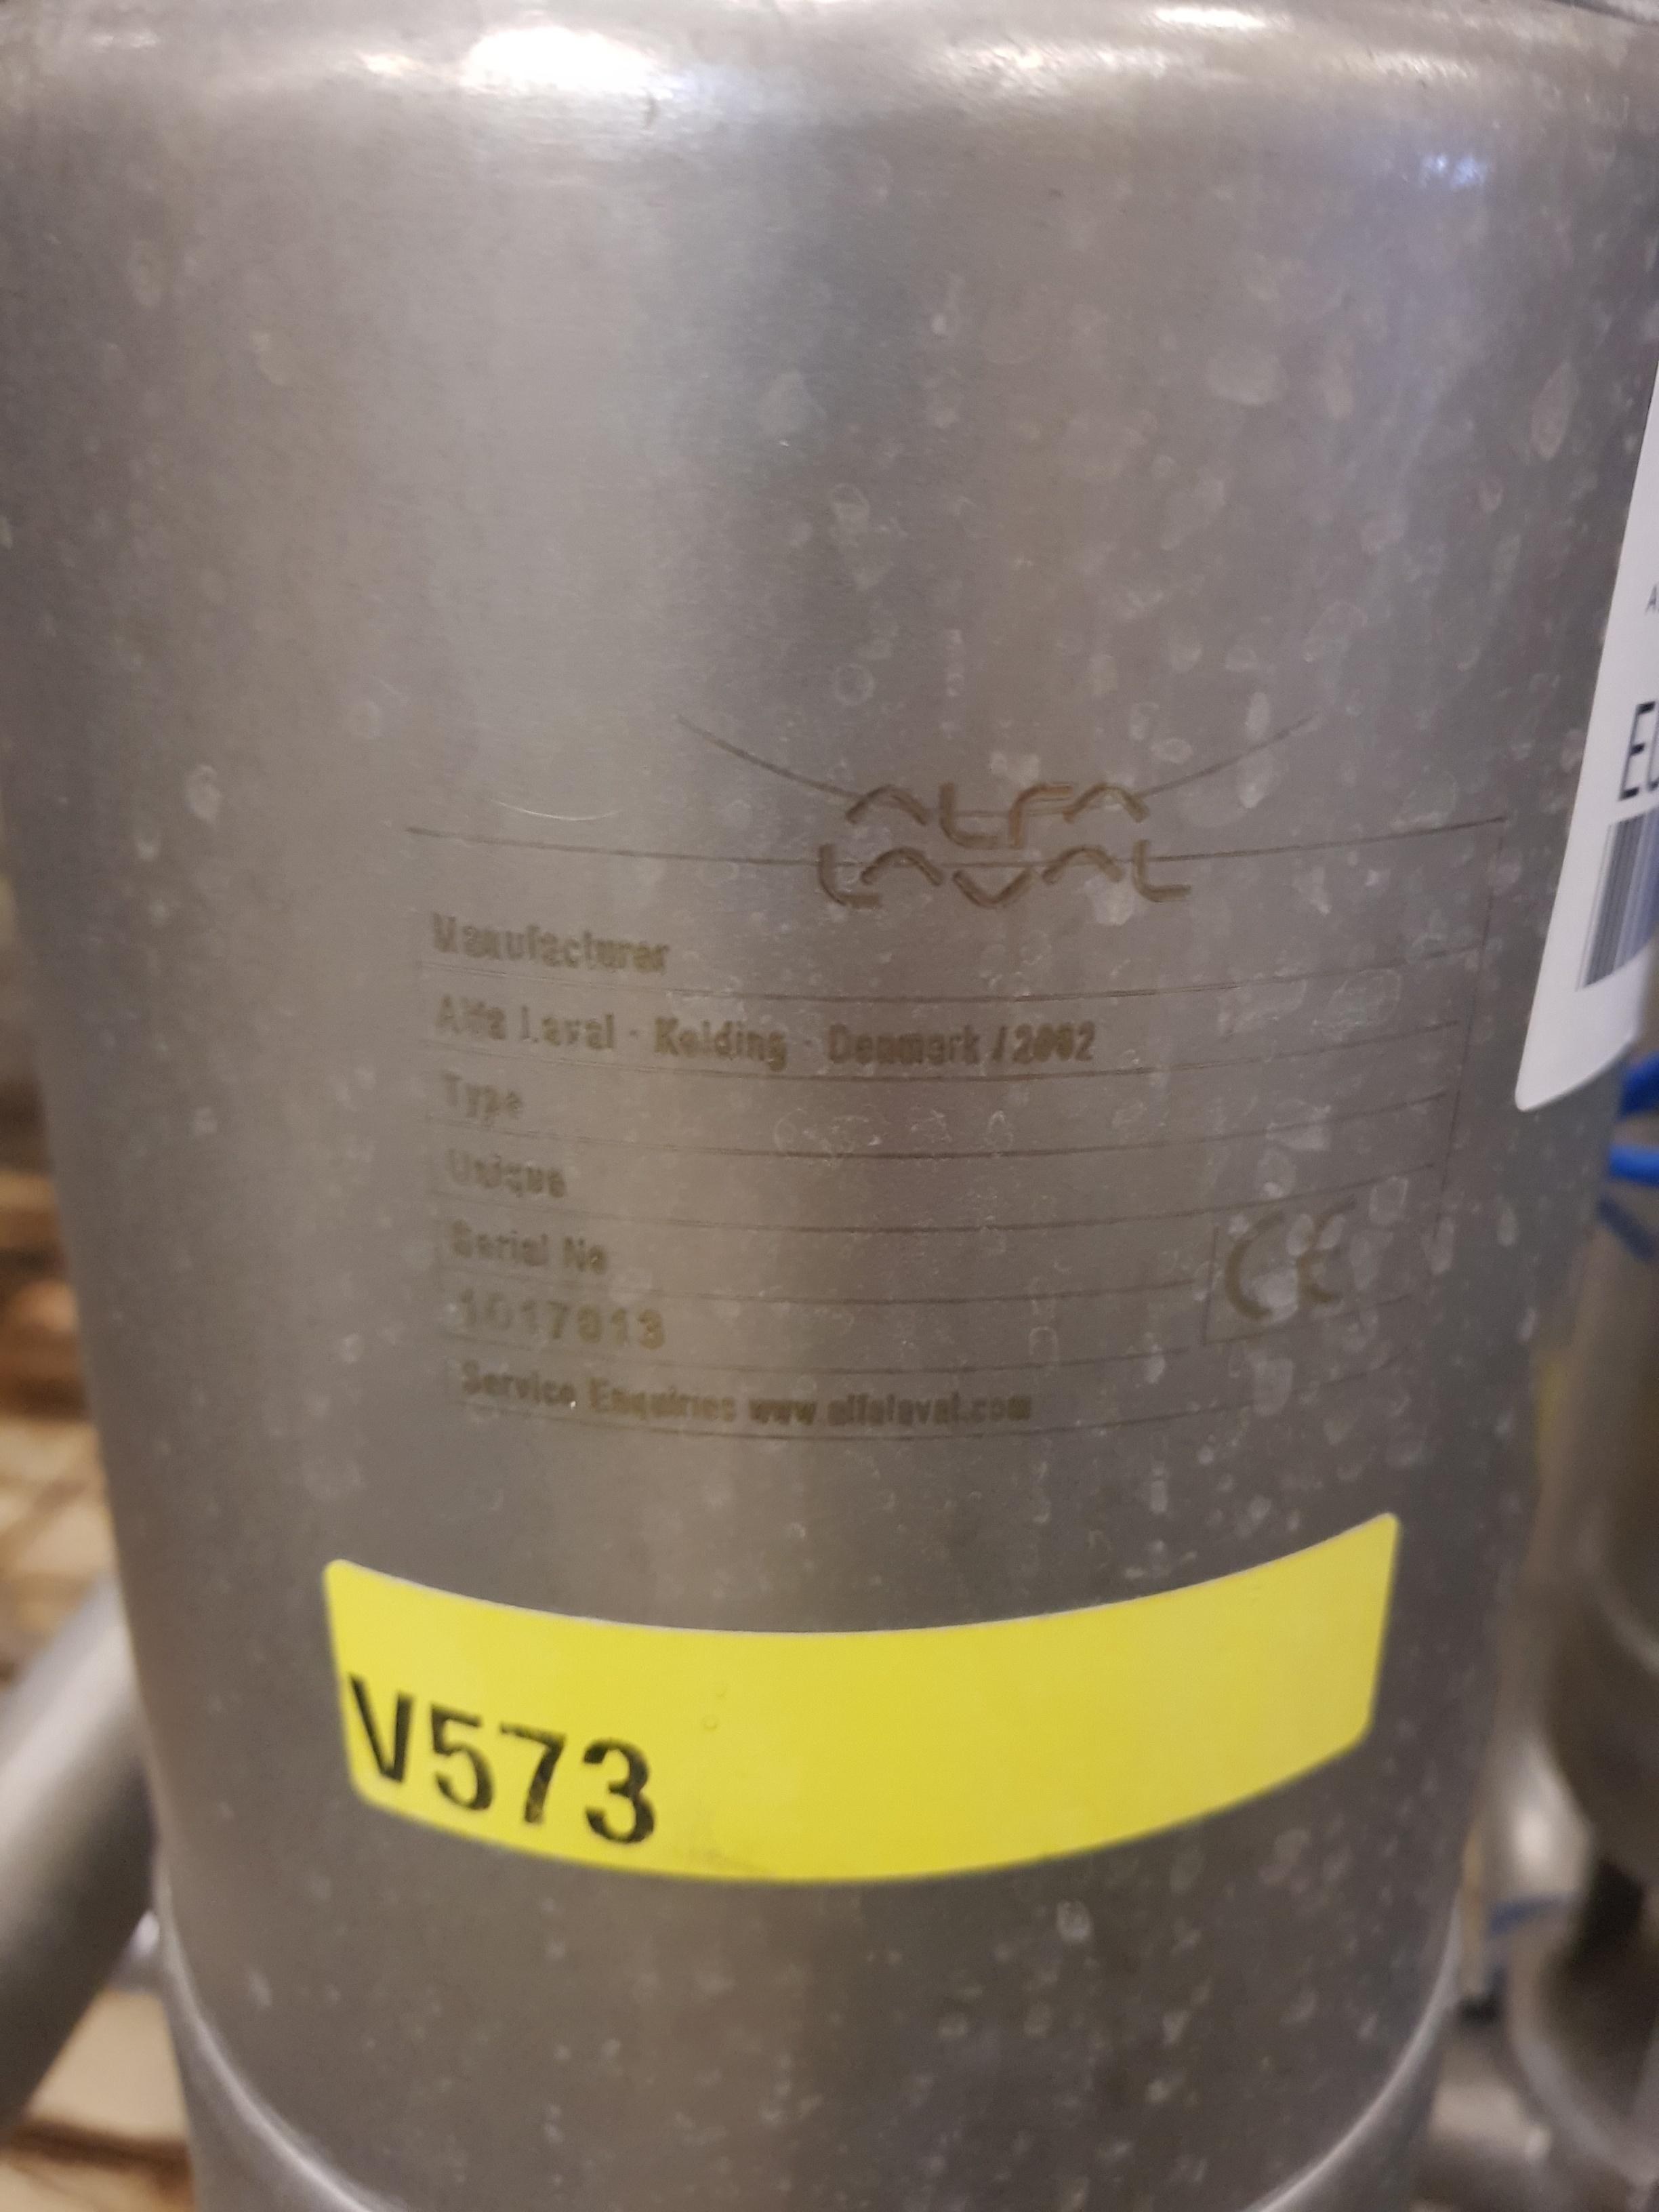 ALFA
LAVAL
Manufacturer
Alfa Laval - Kolding - Denmark / 2002
Type
Unique
Serial No
1017013
CE
Service Enquiries www.alfalaval.com
V573